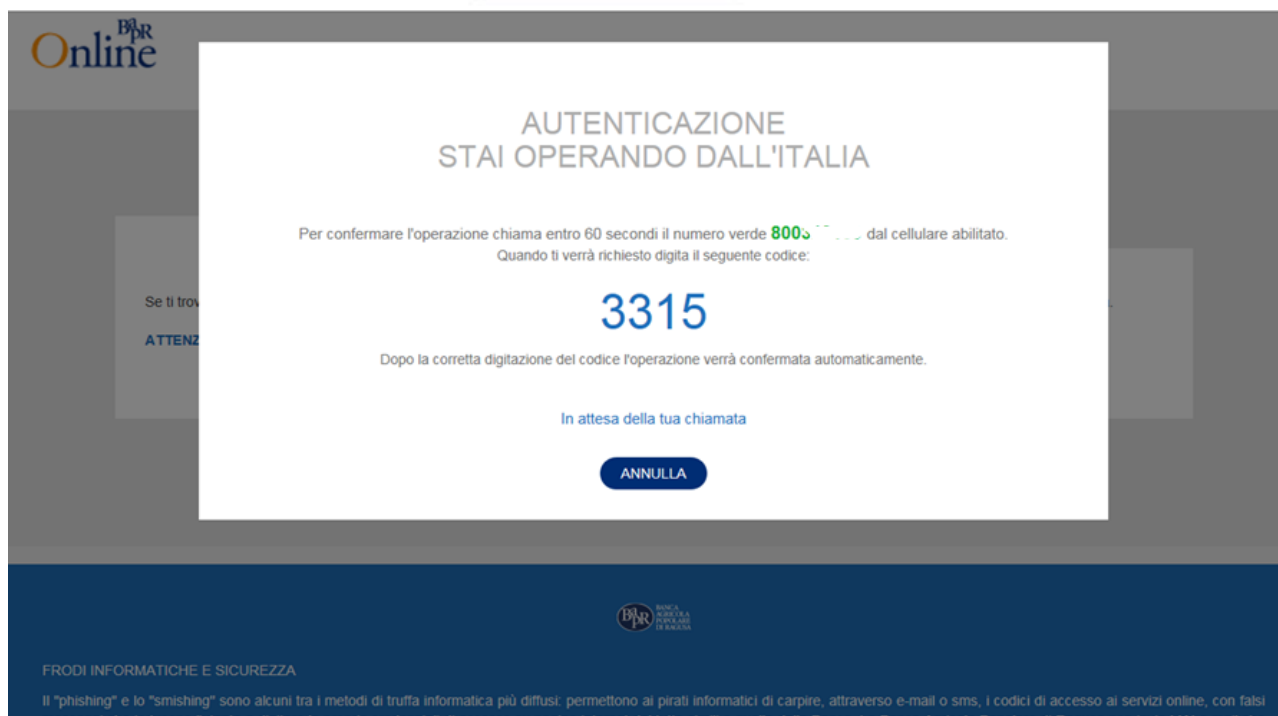 BAPR
Online
AUTENTICAZIONE
STAI OPERANDO DALL'ITALIA
Per confermare l'operazione chiama entro 60 secondi il numero verde dal cellulare abilitato.
Quando ti verrà richiesto digita il seguente codice:
3315
Se ti trov
ATTENZ
Dopo la corretta digitazione del codice l'operazione verrà confermata automaticamente.
In attesa della tua chiamata
ANNULLA
BAPR BANCA
AGRICOLA
POPOLARE
DI RAGUSA
FRODI INFORMATICHE E SICUREZZA
Il "phishing" e lo "smishing" sono alcuni tra i metodi di truffa informatica più diffusi: permettono ai pirati informatici di carpire, attraverso e-mail o sms, i codici di accesso ai servizi online, con falsi